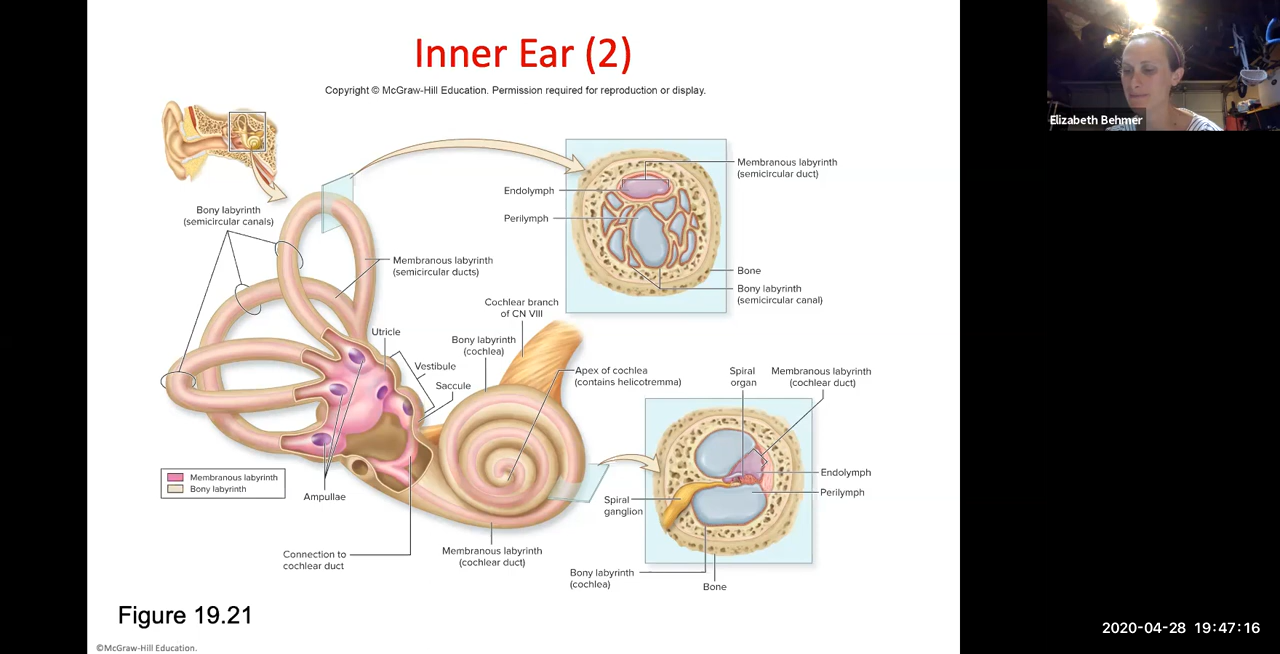 Inner Ear (2)
Copyright © McGraw-Hill Education. Permission required for reproduction or display.
Elizabeth Behmer
Membranous labyrinth
(semicircular duct)
Endolymph
Perilymph
Bony labyrinth
(semicircular canals)
Membranous labyrinth
(semicircular ducts)
Bone
Bony labyrinth
(semicircular canal)
Cochlear branch
of CN VIII
Utricle
Bony labyrinth
(cochlea)
Vestibule
Apex of cochlea
(contains helicotremma)
Saccule
Spiral
organ
Membranous labyrinth
(cochlear duct)
Membranous labyrinth
Bony labyrinth
Ampullae
Endolymph
Perilymph
Spiral
ganglion
Connection to
cochlear duct
Membranous labyrinth
(cochlear duct)
Bony labyrinth
(cochlea)
Bone
Figure 19.21
2020-04-28 19:47:16
©McGraw-Hill Education.